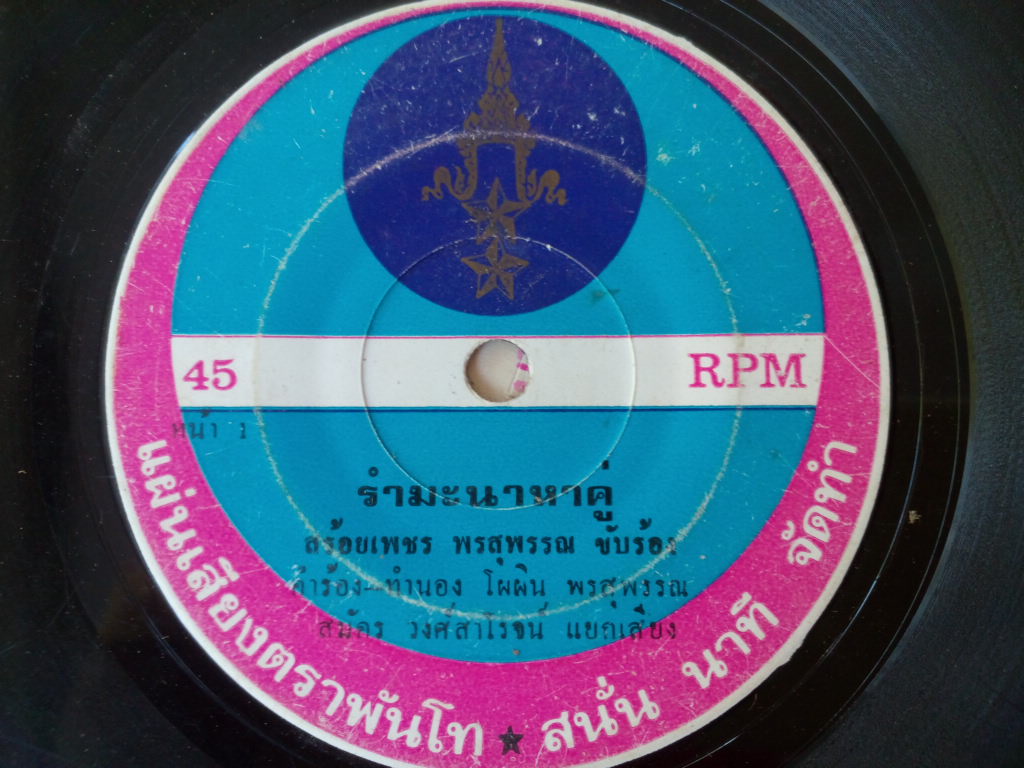 45 RPM
หน้า 1
รำมะนาหาคู่
สร้อยเพชร พรสุพรรณ ขับร้อง
คำร้อง-ทำนอง โผผิน พรสุพรรณ
สมัคร วงศ์สาโรจน์ แยกเสียง
แผ่นเสียงตราพันโท ★ สนั่น นาที จัดทำ